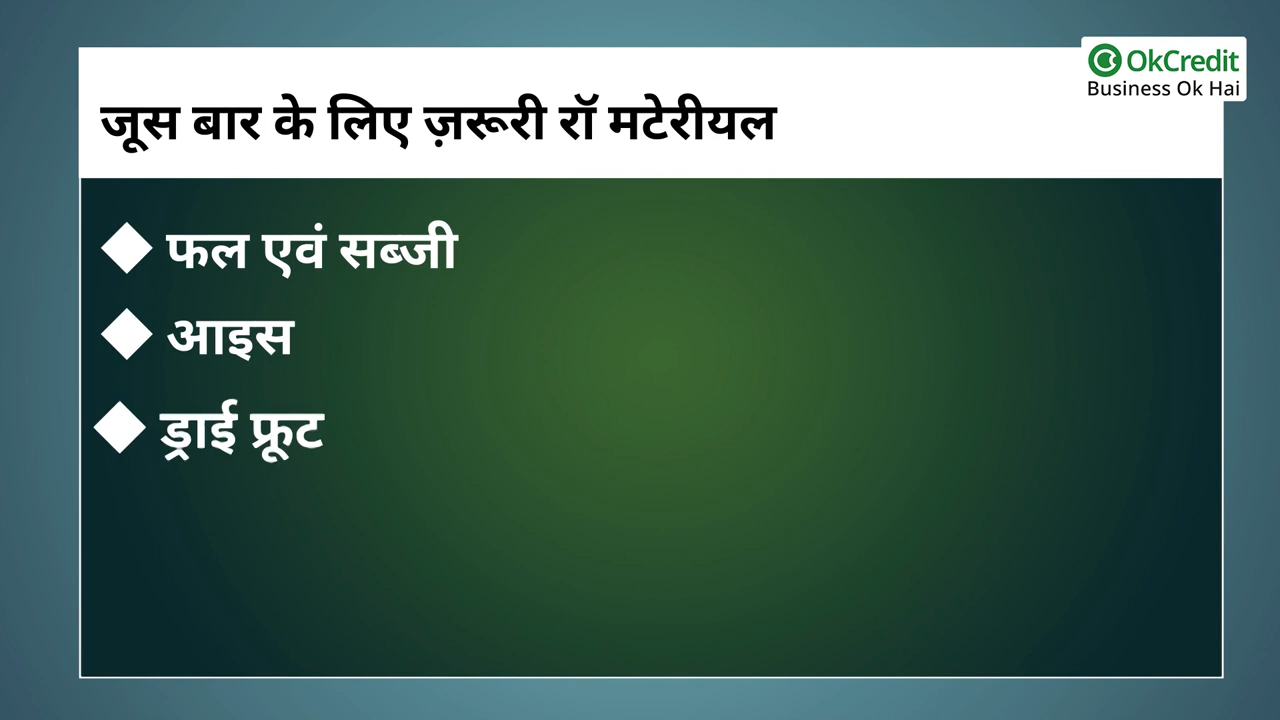 OkCredit
Business Ok Hai
जूस बार के लिए ज़रूरी रॉ मटेरीयल
फल एवं सब्जी
आइस
ड्राई फ्रूट